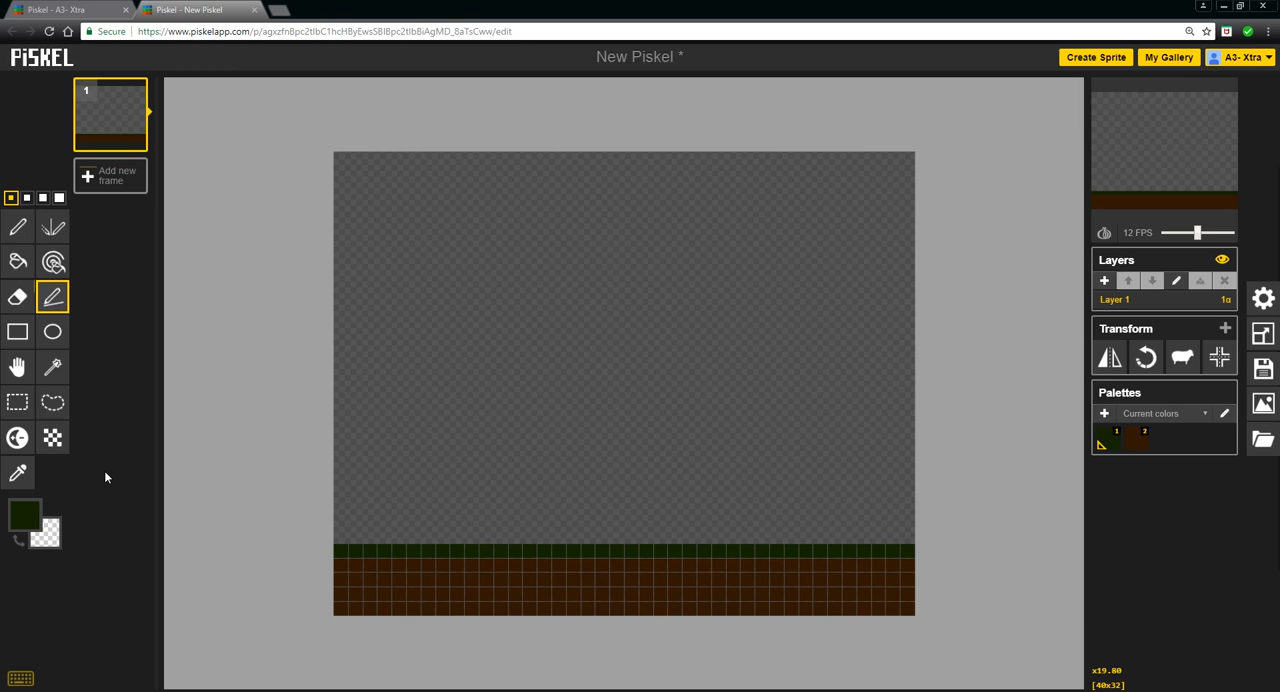 Piskel - A3- Xtra
Piskel - New Piskel
Secure
https://www.piskelapp.com/p/agxzfnBpc2tlbC1hcHByEwsSBlBpc2tlbBiAgMD_8aTsCww/edit
PiSKEL
New Piskel *
Create Sprite
My Gallery
A3- Xtra
1
Add new
frame
12 FPS
Layers
Layer 1
1α
Transform
Palettes
Current colors
1
2
x19.80
[40x32]